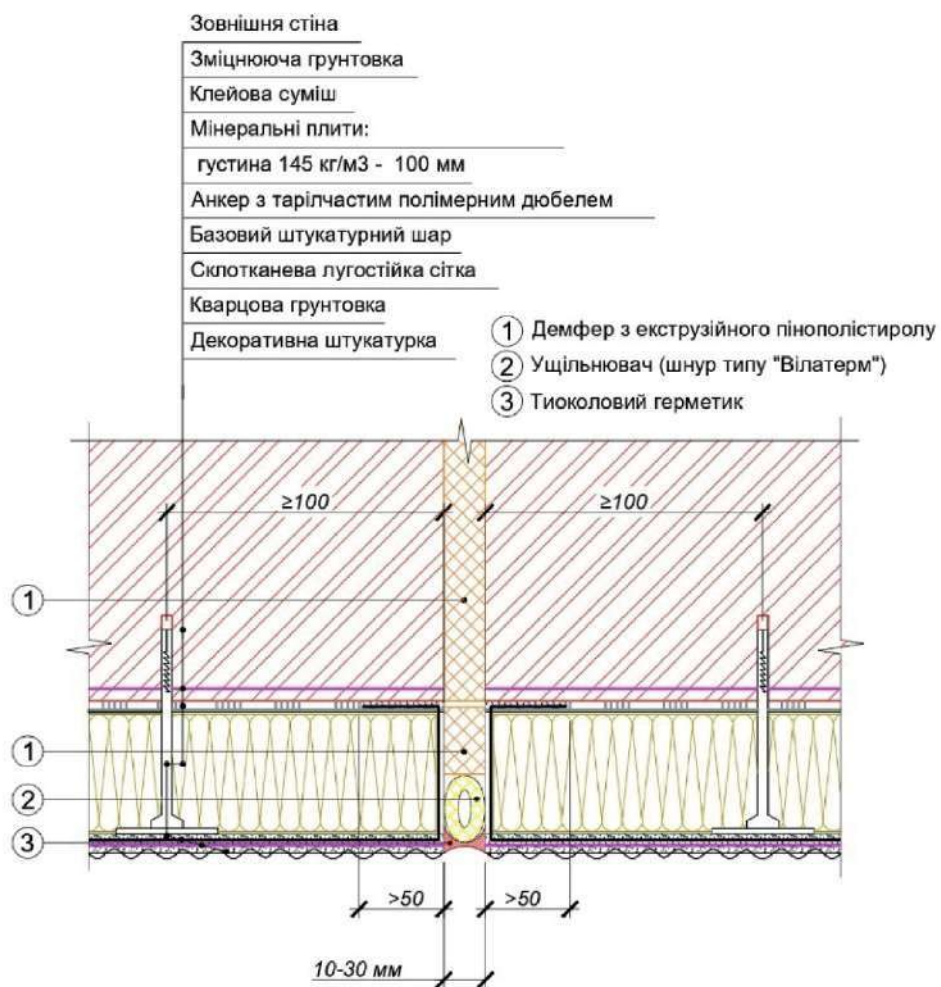 Зовнішня стіна
Зміцнююча грунтовка
Клейова суміш
Мінеральні плити:
густина 145 кг/м3 - 100 мм
Анкер з тарілчастим полімерним дюбелем
Базовий штукатурний шар
Склотканева лугостійка сітка
Кварцова грунтовка
Декоративна штукатурка
1 Демфер з екструзійного пінополістиролу
2 Ущільнювач (шнур типу "Вілатерм")
3 Тиоколовий герметик
≥100 ≥100
1
1
2
3
>50 >50
10-30 мм